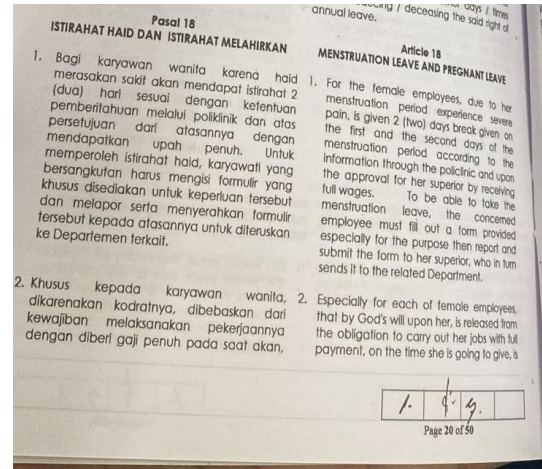 days / times
/ deceasing the said right of
annual leave.
Pasal 18
ISTIRAHAT HAID DAN ISTIRAHAT MELAHIRKAN
1. Bagi karyawan wanita karena haid
merasakan sakit akan mendapat istirahat 2
(dua) hari sesuai dengan ketentuan
pemberitahuan melalui poliklinik dan atas
persetujuan dari atasannya dengan
mendapatkan upah penuh. Untuk
memperoleh istirahat haid, karyawati yang
bersangkutan harus mengisi formulir yang
khusus disediakan untuk keperluan tersebut
dan melapor serta menyerahkan formulir
tersebut kepada atasannya untuk diteruskan
ke Departemen terkait.
2. Khusus kepada karyawan wanita,
dikarenakan kodratnya, dibebaskan dari
kewajiban melaksanakan pekerjaannya
dengan diberi gaji penuh pada saat akan,
Article 18
MENSTRUATION LEAVE AND PREGNANT LEAVE
1. For the female employees, due to her
menstruation period experience severe
pain, is given 2 (two) days break given on
the first and the second days of the
menstruation period according to the
information through the policlinic and upon
the approval for her superior by receiving
full wages. To be able to take the
menstruation leave, the concerned
employee must fill out a form provided
especially for the purpose then report and
submit the form to her superior, who in turn
sends it to the related Department.
2. Especially for each of female employees,
that by God's will upon her, is released from
the obligation to carry out her jobs with full
payment, on the time she is going to give, is
Page 20 of 50